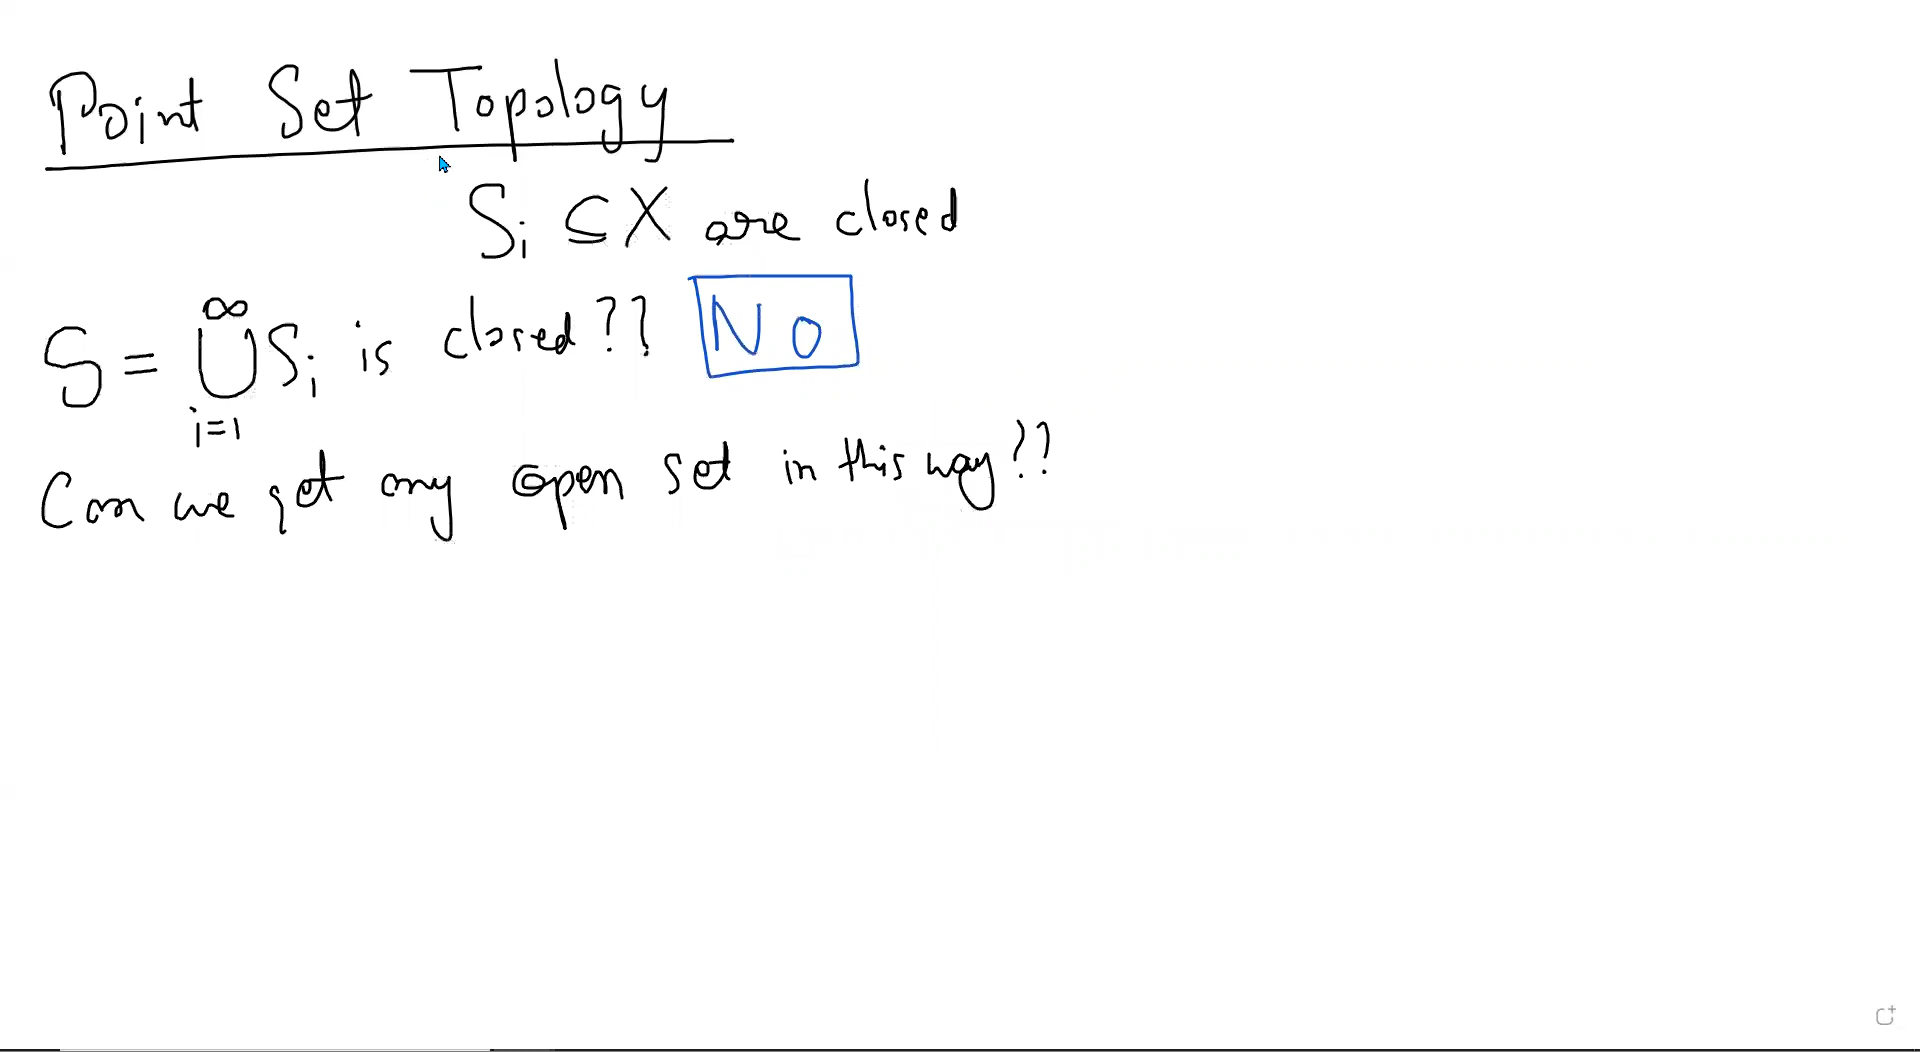 Point Set Topology
Si ⊆ X are closed
S = ∞⋃i=1 Si is closed?? No
Can we get any open set in this way??